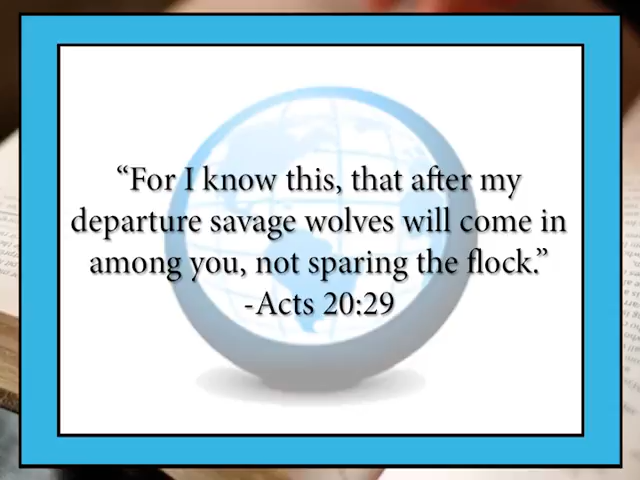 “For I know this, that after my
departure savage wolves will come in
among you, not sparing the flock.”
-Acts 20:29